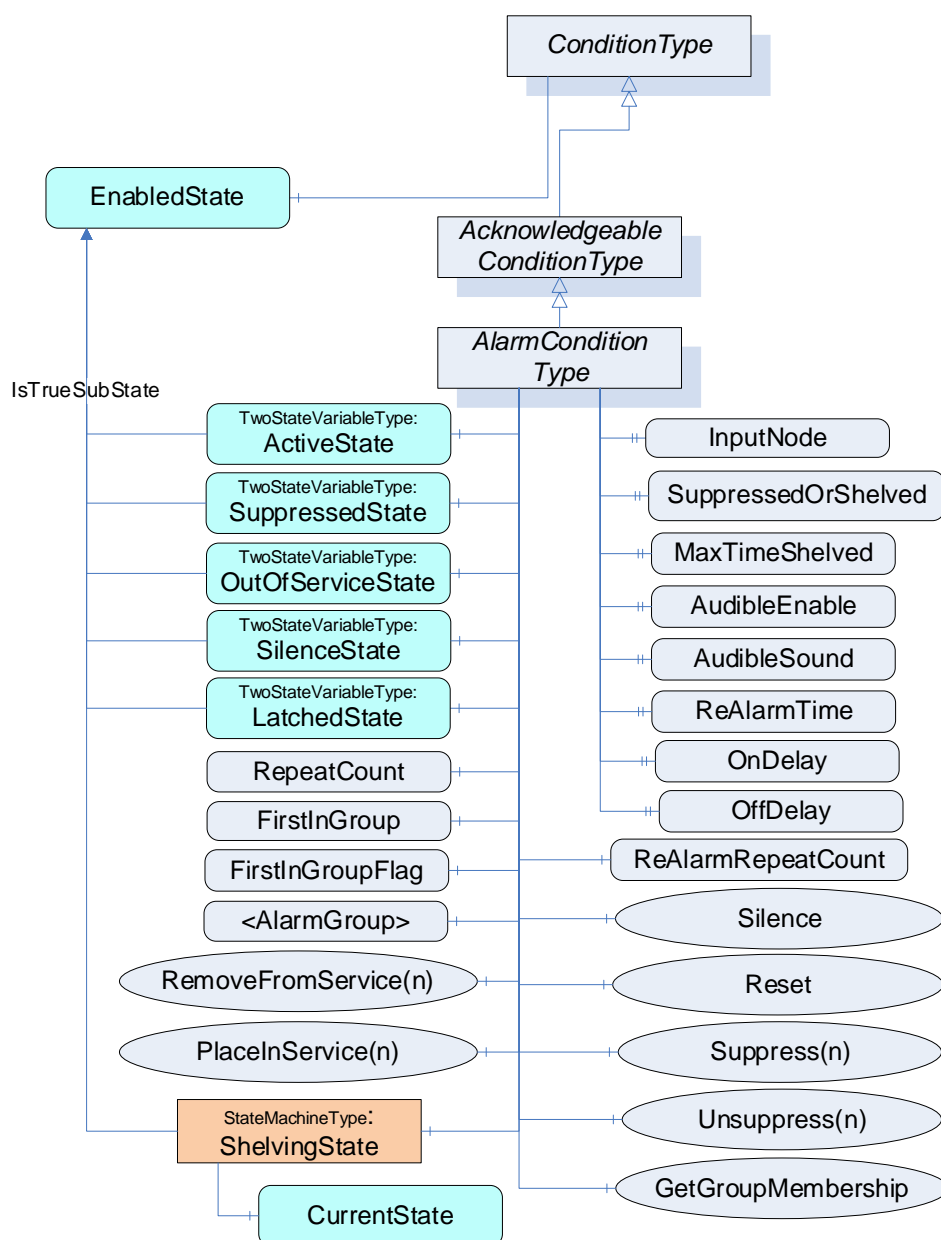 ConditionType
EnabledState
Acknowledgeable
ConditionType
AlarmCondition
Type
IsTrueSubState
TwoStateVariableType:
ActiveState
TwoStateVariableType:
SuppressedState
TwoStateVariableType:
OutOfServiceState
TwoStateVariableType:
SilenceState
TwoStateVariableType:
LatchedState
RepeatCount
FirstInGroup
FirstInGroupFlag
<AlarmGroup>
RemoveFromService(n)
PlaceInService(n)
StateMachineType:
ShelvingState
CurrentState
InputNode
SuppressedOrShelved
MaxTimeShelved
AudibleEnable
AudibleSound
ReAlarmTime
OnDelay
OffDelay
ReAlarmRepeatCount
Silence
Reset
Suppress(n)
Unsuppress(n)
GetGroupMembership